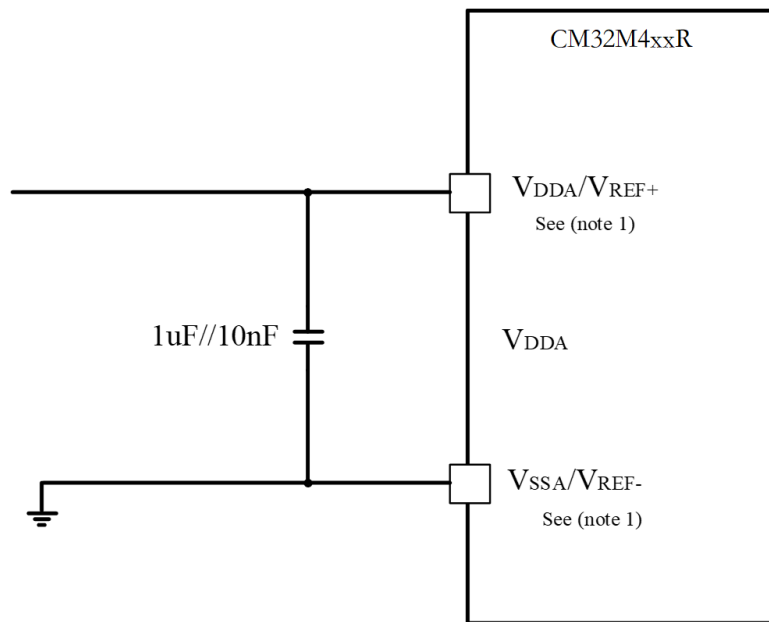 CM32M4xxR
VDDA/VREF+
See (note 1)
1uF//10nF
VDDA
VSSA/VREF-
See (note 1)